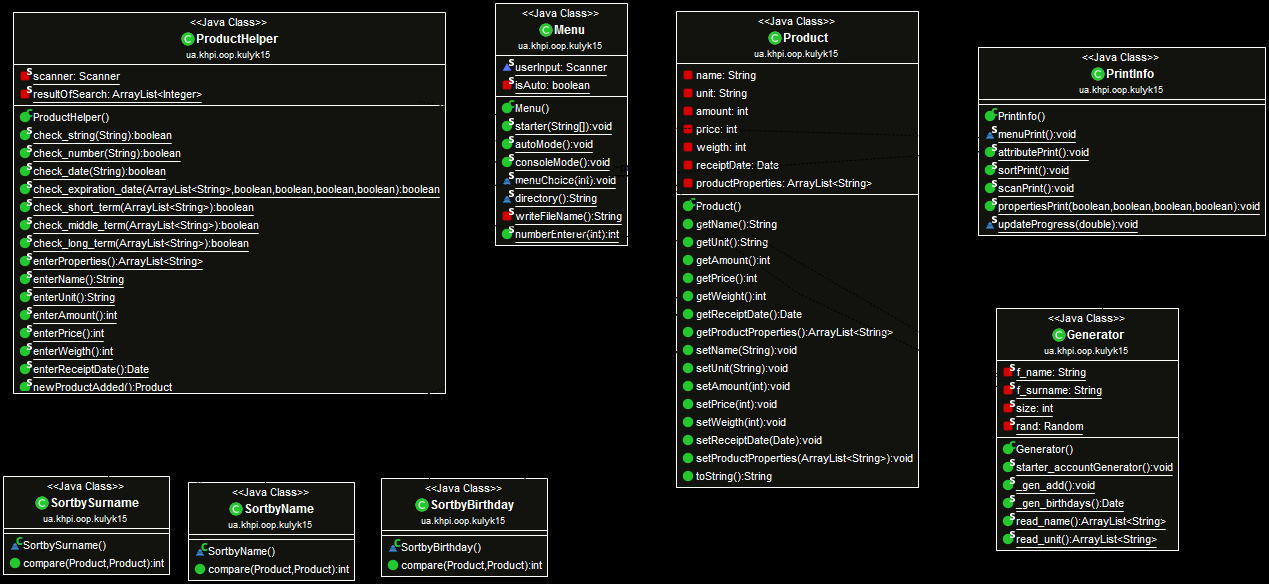 <<Java Class>>
ProductHelper
ua.khpi.oop.kulyk15
scanner: Scanner
resultOfSearch: ArrayList<Integer>
ProductHelper()
check_string(String):boolean
check_number(String):boolean
check_date(String):boolean
check_expiration_date(ArrayList<String>,boolean,boolean,boolean,boolean):boolean
check_short_term(ArrayList<String>):boolean
check_middle_term(ArrayList<String>):boolean
check_long_term(ArrayList<String>):boolean
enterProperties():ArrayList<String>
enterName():String
enterUnit():String
enterAmount():int
enterPrice():int
enterWeigth():int
enterReceiptDate():Date
newProductAdded():Product
<<Java Class>>
Menu
ua.khpi.oop.kulyk15
userInput: Scanner
isAuto: boolean
Menu()
starter(String[]):void
autoMode():void
consoleMode():void
menuChoice(int):void
directory():String
writeFileName():String
numberEnterer(int):int
<<Java Class>>
Product
ua.khpi.oop.kulyk15
name: String
unit: String
amount: int
price: int
weigth: int
receiptDate: Date
productProperties: ArrayList<String>
Product()
getName():String
getUnit():String
getAmount():int
getPrice():int
getWeight():int
getReceiptDate():Date
getProductProperties():ArrayList<String>
setName(String):void
setUnit(String):void
setAmount(int):void
setPrice(int):void
setWeigth(int):void
setReceiptDate(Date):void
setProductProperties(ArrayList<String>):void
toString():String
<<Java Class>>
PrintInfo
ua.khpi.oop.kulyk15
PrintInfo()
menuPrint():void
attributePrint():void
sortPrint():void
scanPrint():void
propertiesPrint(boolean,boolean,boolean,boolean):void
updateProgress(double):void
<<Java Class>>
Generator
ua.khpi.oop.kulyk15
f_name: String
f_surname: String
size: int
rand: Random
Generator()
starter_accountGenerator():void
_gen_add():void
_gen_birthdays():Date
read_name():ArrayList<String>
read_unit():ArrayList<String>
<<Java Class>>
SortbySurname
ua.khpi.oop.kulyk15
SortbySurname()
compare(Product,Product):int
<<Java Class>>
SortbyName
ua.khpi.oop.kulyk15
SortbyName()
compare(Product,Product):int
<<Java Class>>
SortbyBirthday
ua.khpi.oop.kulyk15
SortbyBirthday()
compare(Product,Product):int